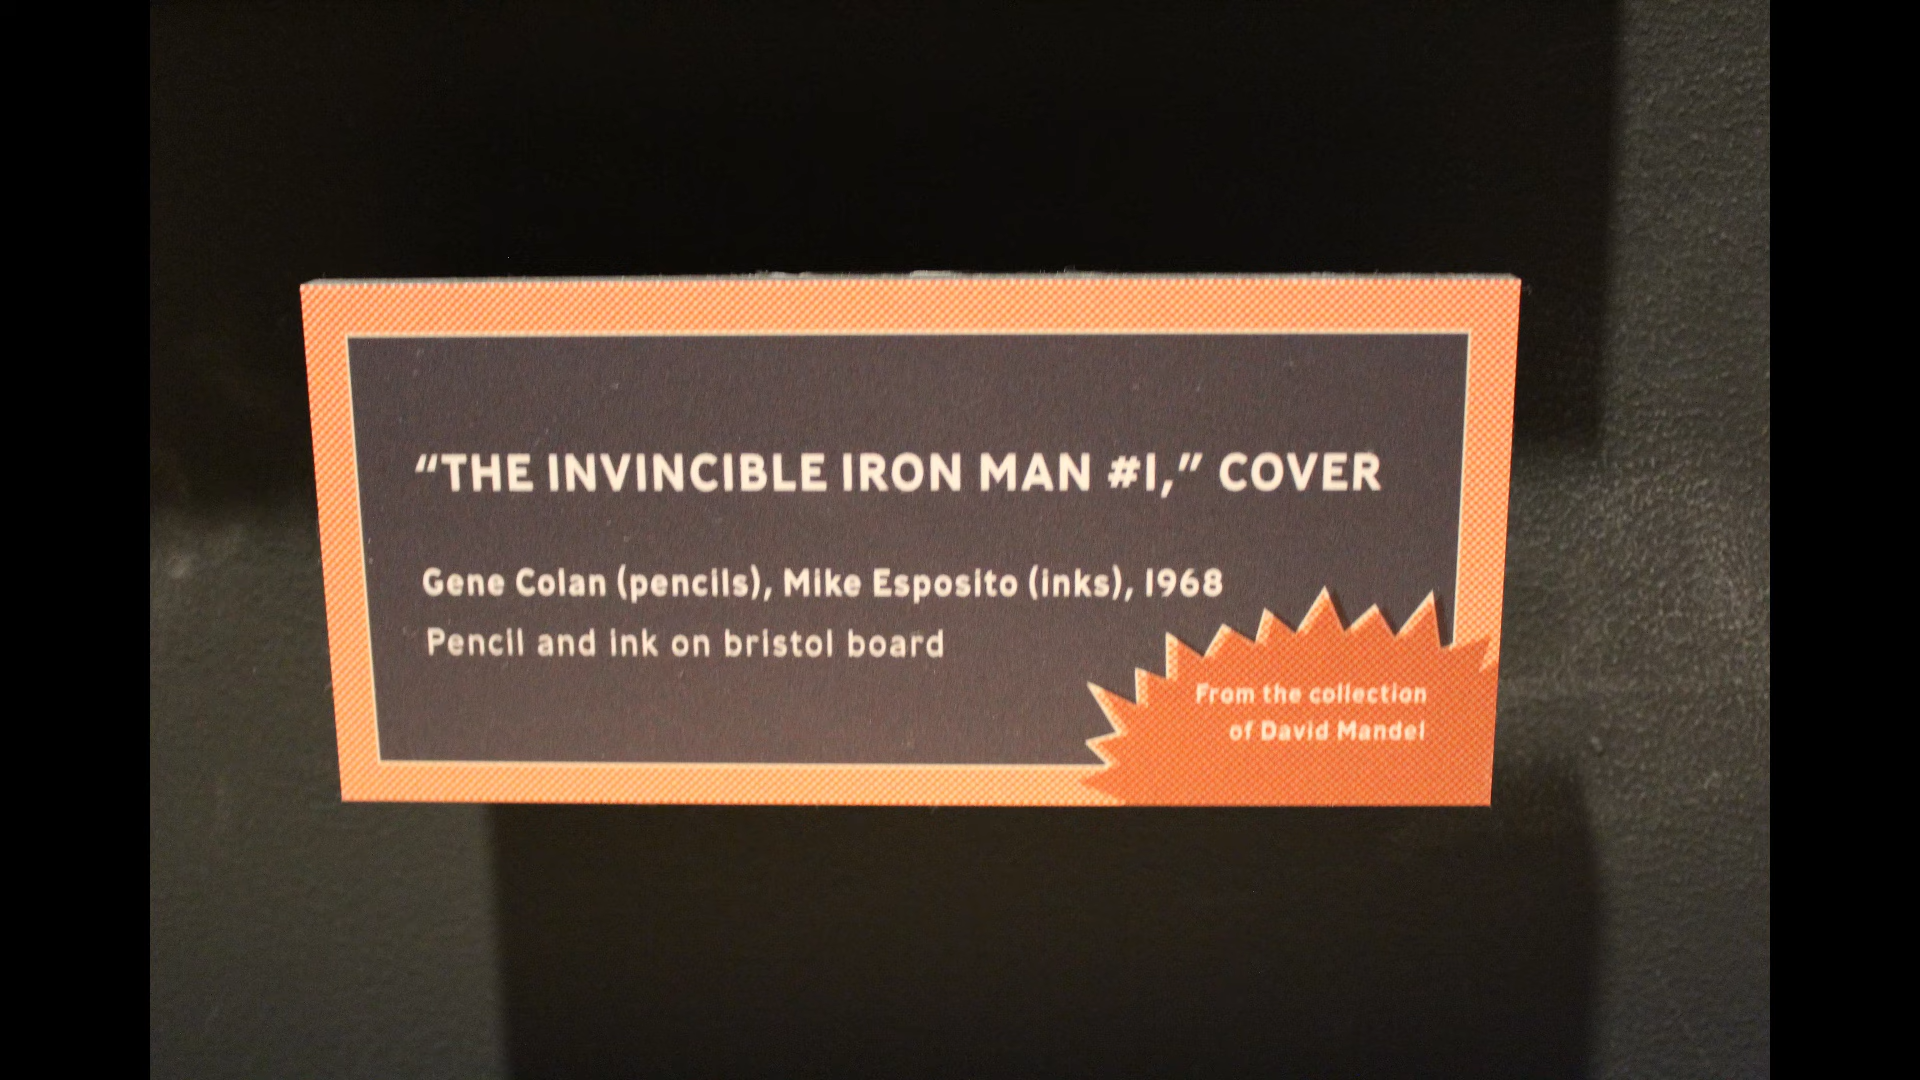 “THE INVINCIBLE IRON MAN #1,” COVER
Gene Colan (pencils), Mike Esposito (inks), 1968
Pencil and ink on bristol board
From the collection
of David Mandel